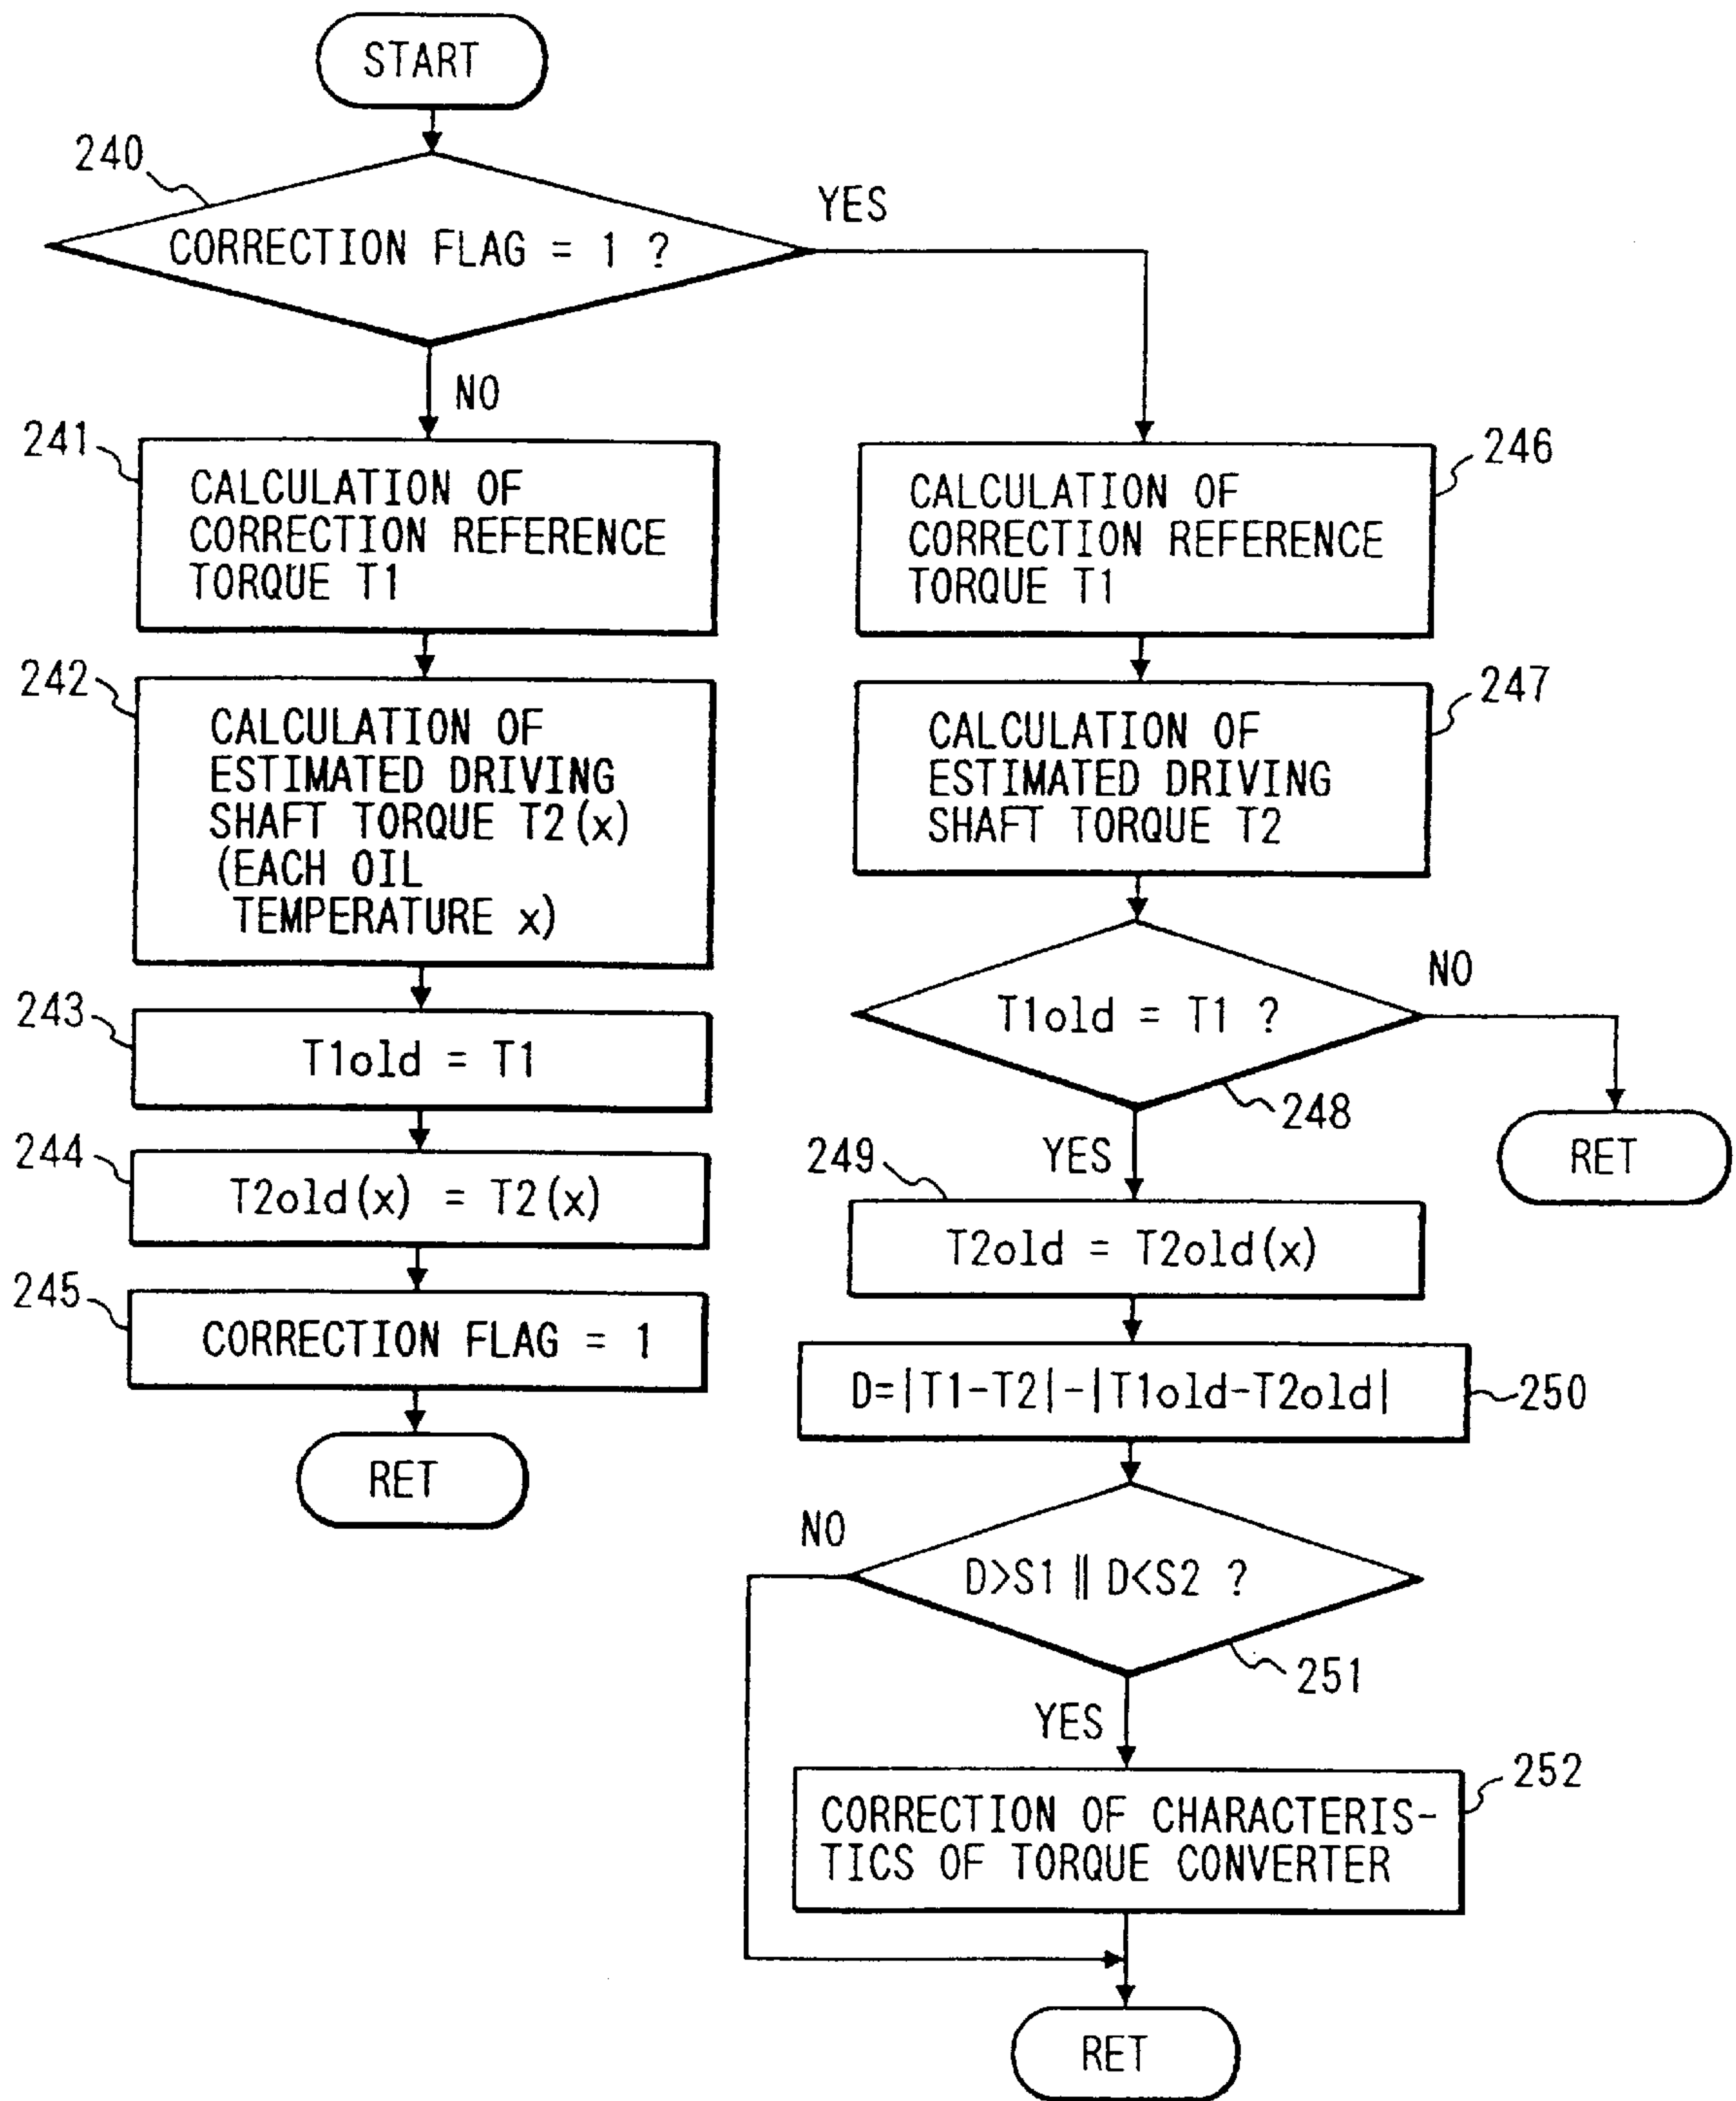 START
240
CORRECTION FLAG = 1 ?
YES
NO
241
CALCULATION OF
CORRECTION REFERENCE
TORQUE T1
242
CALCULATION OF
ESTIMATED DRIVING
SHAFT TORQUE T2(x)
(EACH OIL
TEMPERATURE x)
243
T1old = T1
244
T2old(x) = T2(x)
245
CORRECTION FLAG = 1
RET
246
CALCULATION OF
CORRECTION REFERENCE
TORQUE T1
247
CALCULATION OF
ESTIMATED DRIVING
SHAFT TORQUE T2
T1old = T1 ?
NO
248
RET
YES
249
T2old = T2old(x)
D=|T1-T2|-|T1old-T2old|
250
NO
D>S1 || D<S2 ?
251
YES
252
CORRECTION OF CHARACTERIS-
TICS OF TORQUE CONVERTER
RET